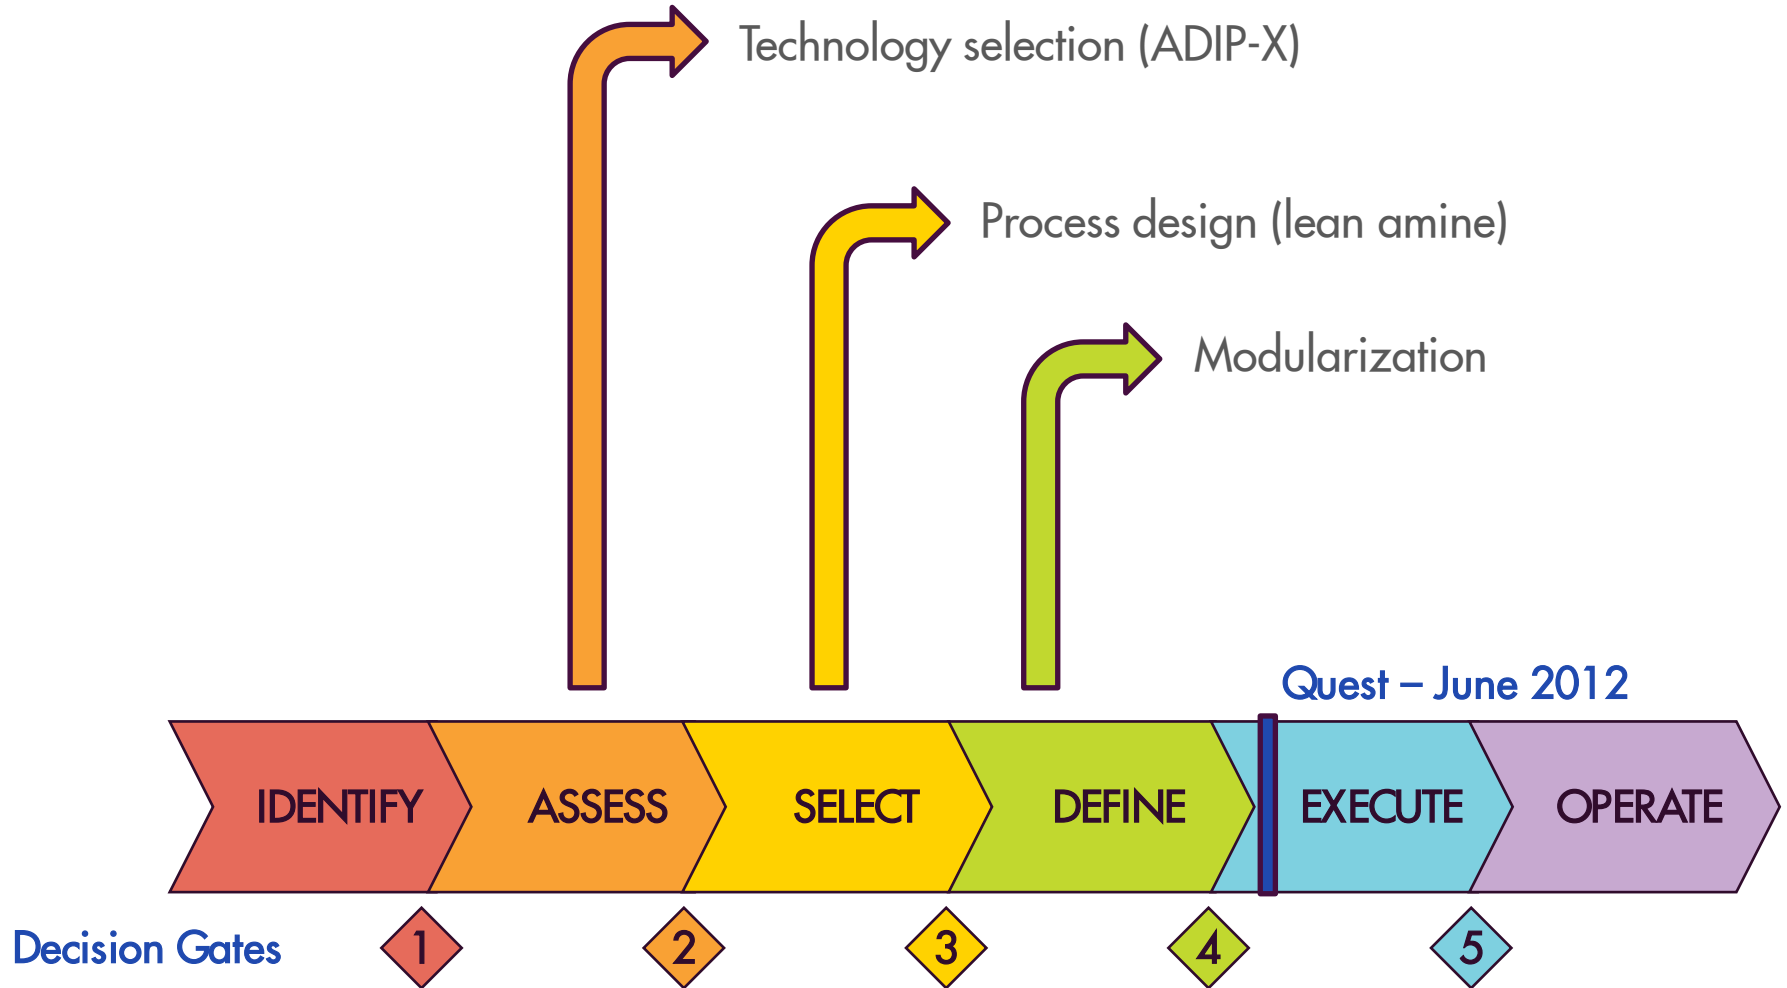 Technology selection (ADIP-X)
Process design (lean amine)
Modularization
Quest – June 2012
IDENTIFY ASSESS SELECT DEFINE EXECUTE OPERATE
Decision Gates 1 2 3 4 5